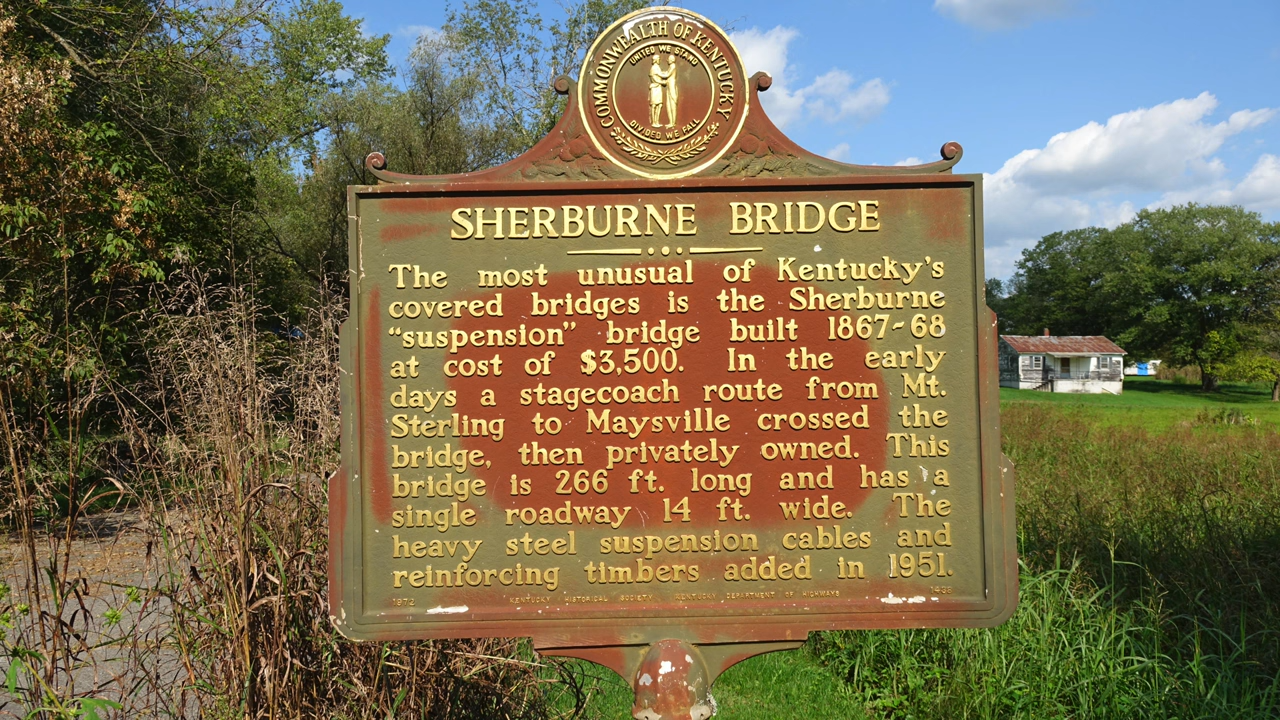 COMMONWEALTH OF KENTUCKY
UNITED WE STAND
DIVIDED WE FALL
SHERBURNE BRIDGE
The most unusual of Kentucky's
covered bridges is the Sherburne
“suspension” bridge built 1867-68
at cost of $3,500. In the early
days a stagecoach route from Mt.
Sterling to Maysville crossed the
bridge, then privately owned. This
bridge is 266 ft. long and has a
single roadway 14 ft. wide. The
heavy steel suspension cables and
reinforcing timbers added in 1951.
1972 KENTUCKY HISTORICAL SOCIETY KENTUCKY DEPARTMENT OF HIGHWAYS